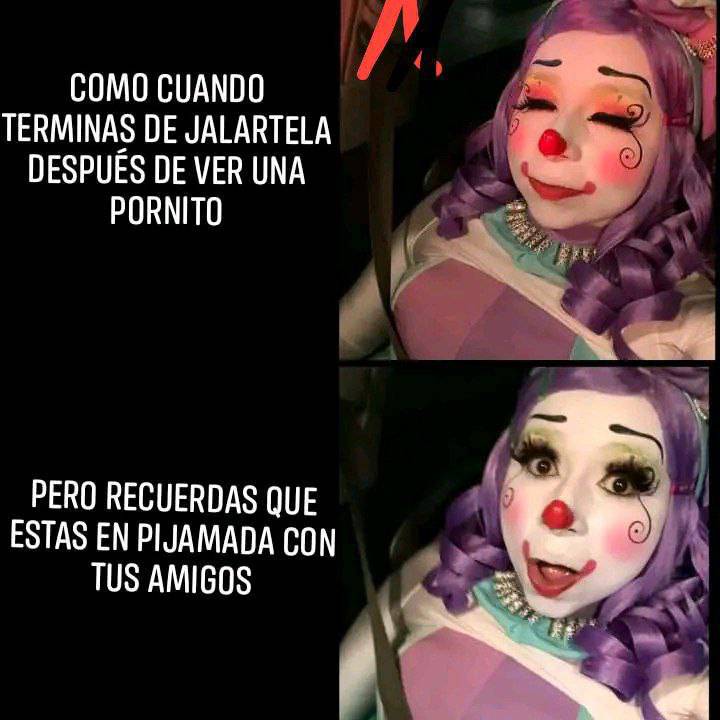 COMO CUANDO
TERMINAS DE JALARTELA
DESPUÉS DE VER UNA
PORNITO
PERO RECUERDAS QUE
ESTAS EN PIJAMADA CON
TUS AMIGOS